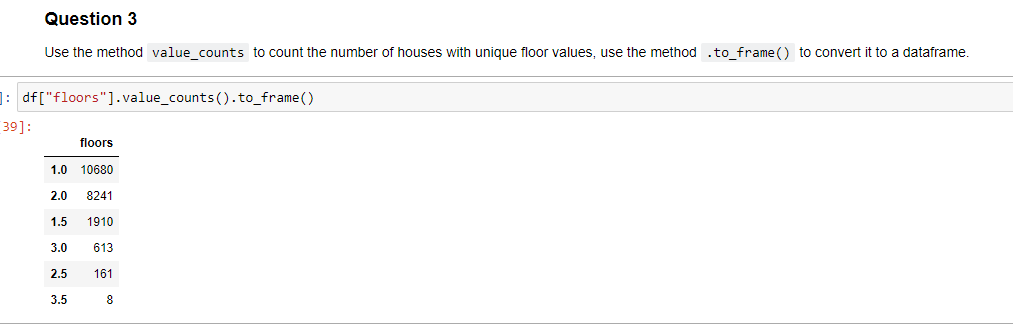 Question 3
Use the method value_counts to count the number of houses with unique floor values, use the method .to_frame() to convert it to a dataframe.
]: df["floors"].value_counts().to_frame()
39]:
floors
1.0 10680
2.0 8241
1.5 1910
3.0 613
2.5 161
3.5 8